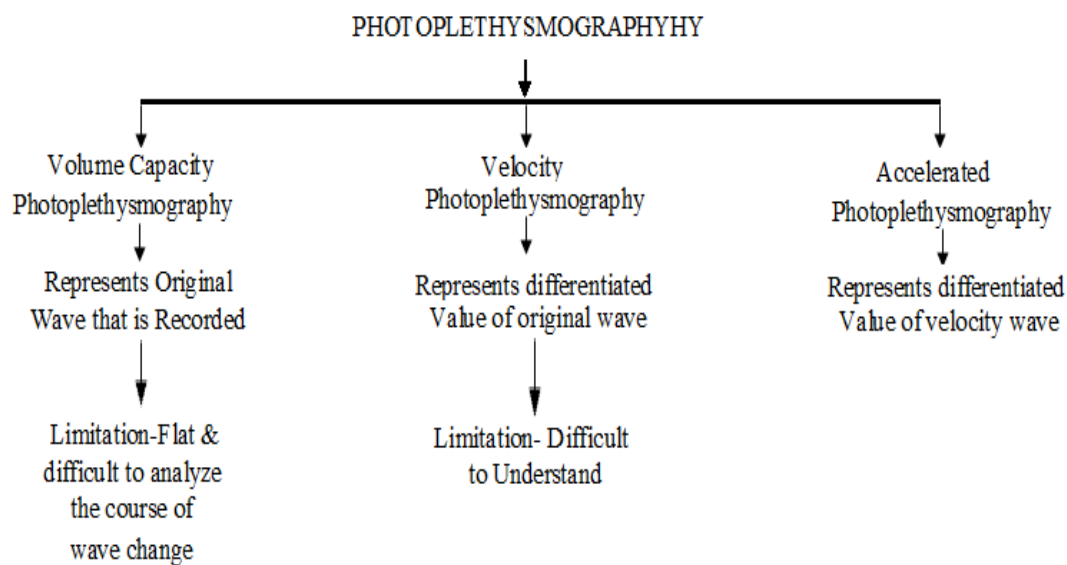 PHOTOPLETHYSMOGRAPHYHY
Volume Capacity
Photoplethysmography
Represents Original
Wave that is Recorded
Limitation-Flat &
difficult to analyze
the course of
wave change
Velocity
Photoplethysmography
Represents differentiated
Value of original wave
Limitation- Difficult
to Understand
Accelerated
Photoplethysmography
Represents differentiated
Value of velocity wave